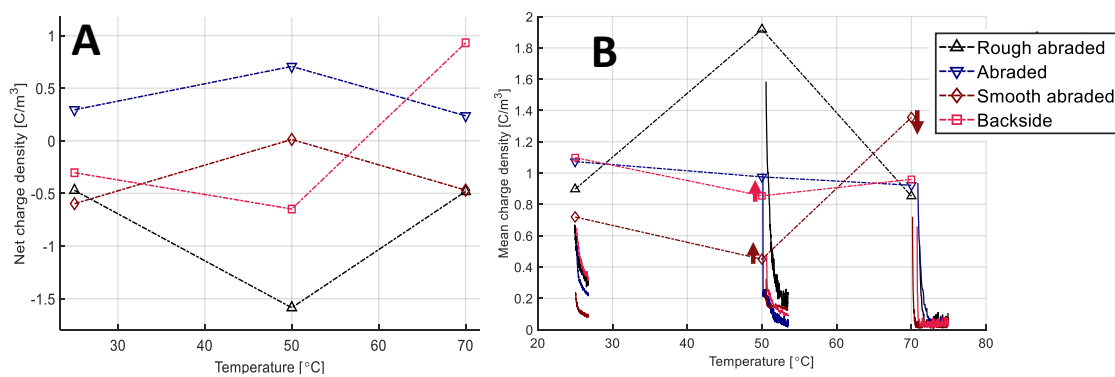 A
Net charge density [C/m³]
1
0.5
0
-0.5
-1
-1.5
30
40
50
60
70
Temperature [°C]
B
Mean charge density [C/m³]
2
1.8
1.6
1.4
1.2
1
0.8
0.6
0.4
0.2
0
20
30
40
50
60
70
80
Temperature [°C]
Rough abraded
Abraded
Smooth abraded
Backside